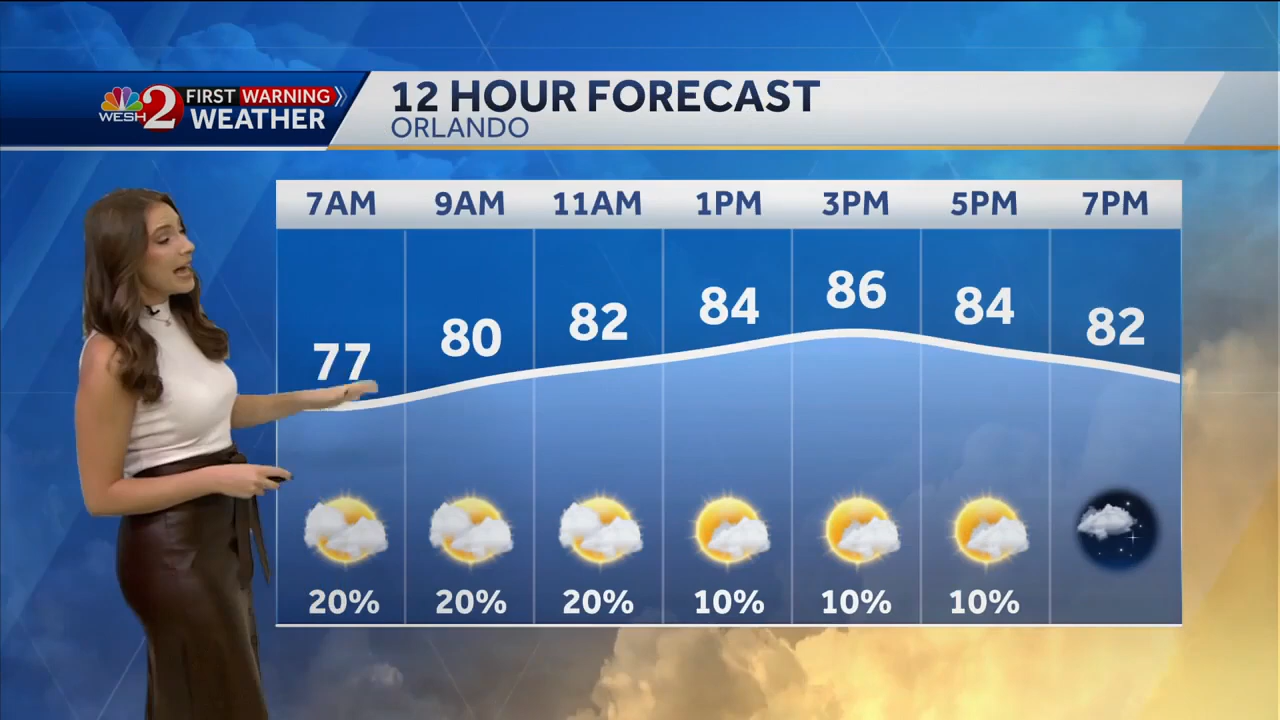 WESH 2 FIRST WARNING
WEATHER
12 HOUR FORECAST
ORLANDO
7AM 9AM 11AM 1PM 3PM 5PM 7PM
77 80 82 84 86 84 82
20% 20% 20% 10% 10% 10%